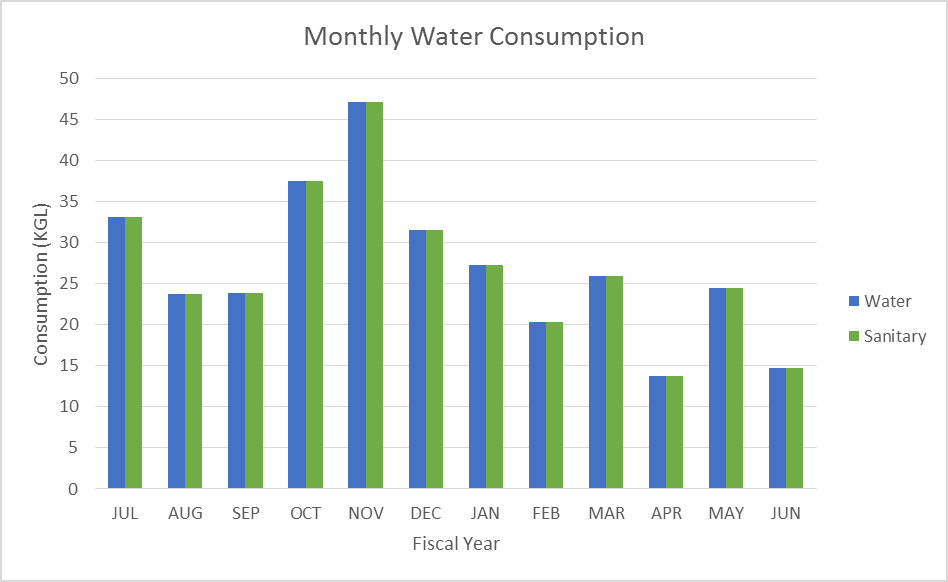 Monthly Water Consumption
50
45
40
35
30
25
20
15
10
5
0
Consumption (KGL)
JUL AUG SEP OCT NOV DEC JAN FEB MAR APR MAY JUN
Fiscal Year
Water
Sanitary